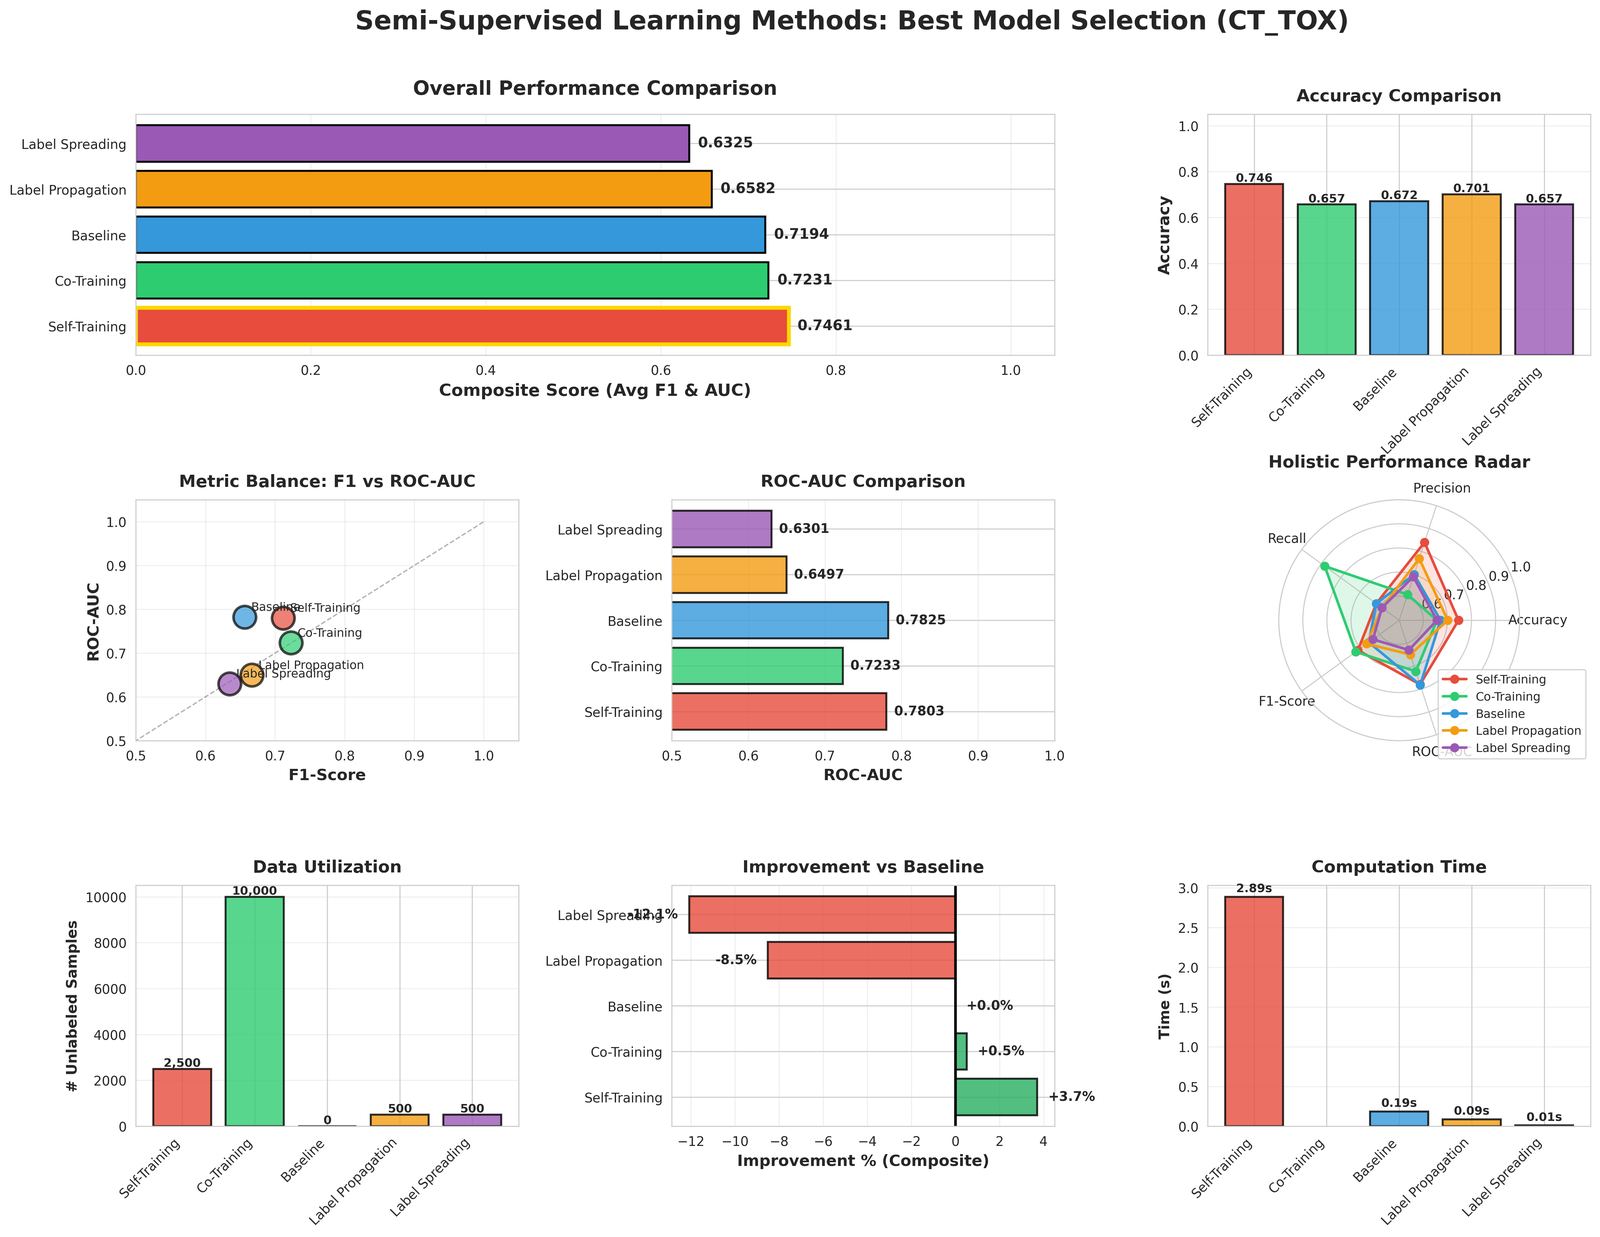 Semi-Supervised Learning Methods: Best Model Selection (CT_TOX)
Overall Performance Comparison
Label Spreading
0.6325
Label Propagation
0.6582
Baseline
0.7194
Co-Training
0.7231
Self-Training
0.7461
0.0 0.2 0.4 0.6 0.8 1.0
Composite Score (Avg F1 & AUC)
Accuracy Comparison
Accuracy
1.0
0.8
0.6
0.4
0.2
0.0
0.746
0.657
0.672
0.701
0.657
Self-Training
Co-Training
Baseline
Label Propagation
Label Spreading
Metric Balance: F1 vs ROC-AUC
ROC-AUC
1.0
0.9
0.8
0.7
0.6
0.5
Baseline
Self-Training
Co-Training
Label Propagation
Label Spreading
0.5 0.6 0.7 0.8 0.9 1.0
F1-Score
ROC-AUC Comparison
Label Spreading
0.6301
Label Propagation
0.6497
Baseline
0.7825
Co-Training
0.7233
Self-Training
0.7803
0.5 0.6 0.7 0.8 0.9 1.0
ROC-AUC
Holistic Performance Radar
Precision
Recall
1.0
0.9
0.8
0.7
0.6
Accuracy
F1-Score
ROC-AUC
Self-Training
Co-Training
Baseline
Label Propagation
Label Spreading
Data Utilization
# Unlabeled Samples
10000
8000
6000
4000
2000
0
2,500
10,000
0
500
500
Self-Training
Co-Training
Baseline
Label Propagation
Label Spreading
Improvement vs Baseline
Label Spreading
-12.1%
Label Propagation
-8.5%
Baseline
+0.0%
Co-Training
+0.5%
Self-Training
+3.7%
−12 −10 −8 −6 −4 −2 0 2 4
Improvement % (Composite)
Computation Time
Time (s)
3.0
2.5
2.0
1.5
1.0
0.5
0.0
2.89s
0.19s
0.09s
0.01s
Self-Training
Co-Training
Baseline
Label Propagation
Label Spreading